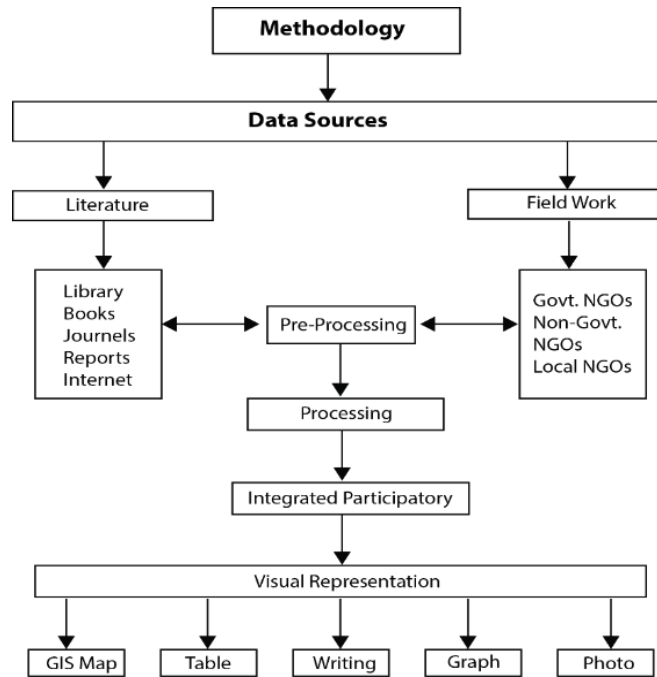 Methodology
Data Sources
Literature
Field Work
Library
Books
Journels
Reports
Internet
Pre-Processing
Govt. NGOs
Non-Govt.
NGOs
Local NGOs
Processing
Integrated Participatory
Visual Representation
GIS Map
Table
Writing
Graph
Photo